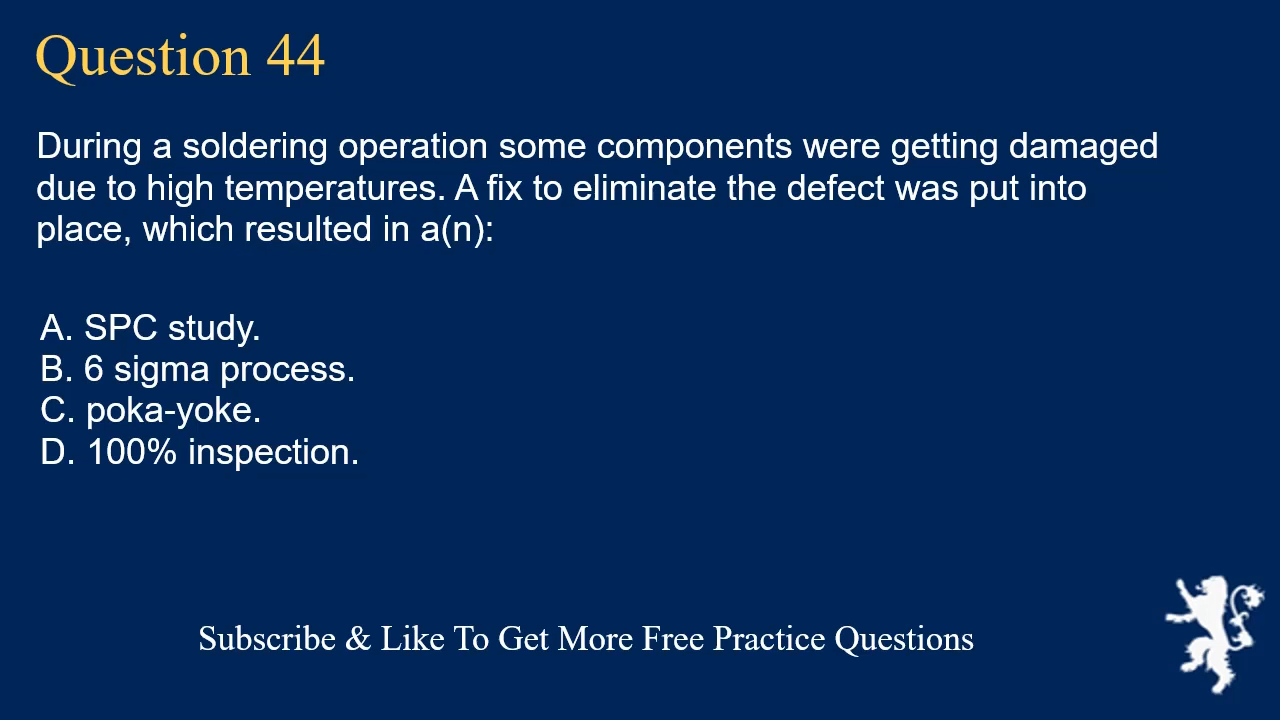 Question 44
During a soldering operation some components were getting damaged
due to high temperatures. A fix to eliminate the defect was put into
place, which resulted in a(n):
A. SPC study.
B. 6 sigma process.
C. poka-yoke.
D. 100% inspection.
Subscribe & Like To Get More Free Practice Questions